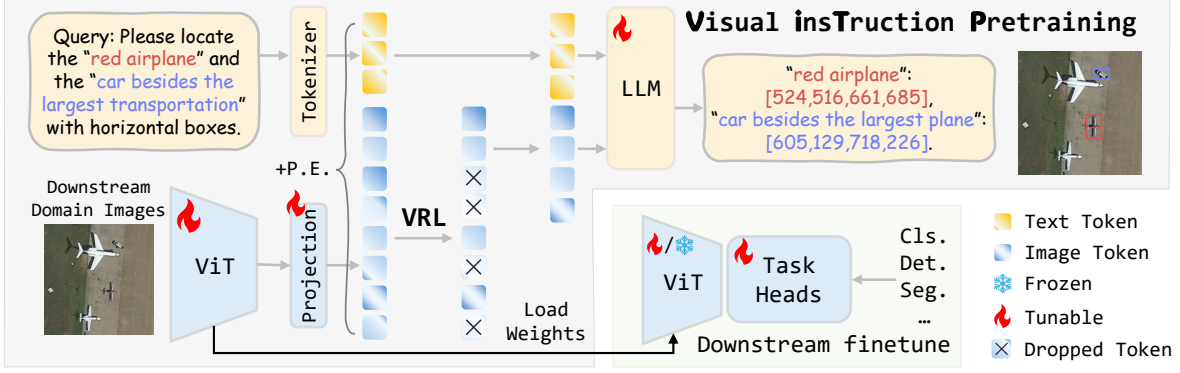 Visual insTruction Pretraining
Query: Please locate
the “red airplane” and
the “car besides the
largest transportation”
with horizontal boxes.
Tokenizer
+P.E.
LLM
“red airplane”:
[524,516,661,685],
“car besides the largest plane”:
[605,129,718,226].
Downstream
Domain Images
ViT
Projection
VRL
Load
Weights
/
ViT
Task
Heads
Cls.
Det.
Seg.
…
Downstream finetune
Text Token
Image Token
Frozen
Tunable
Dropped Token